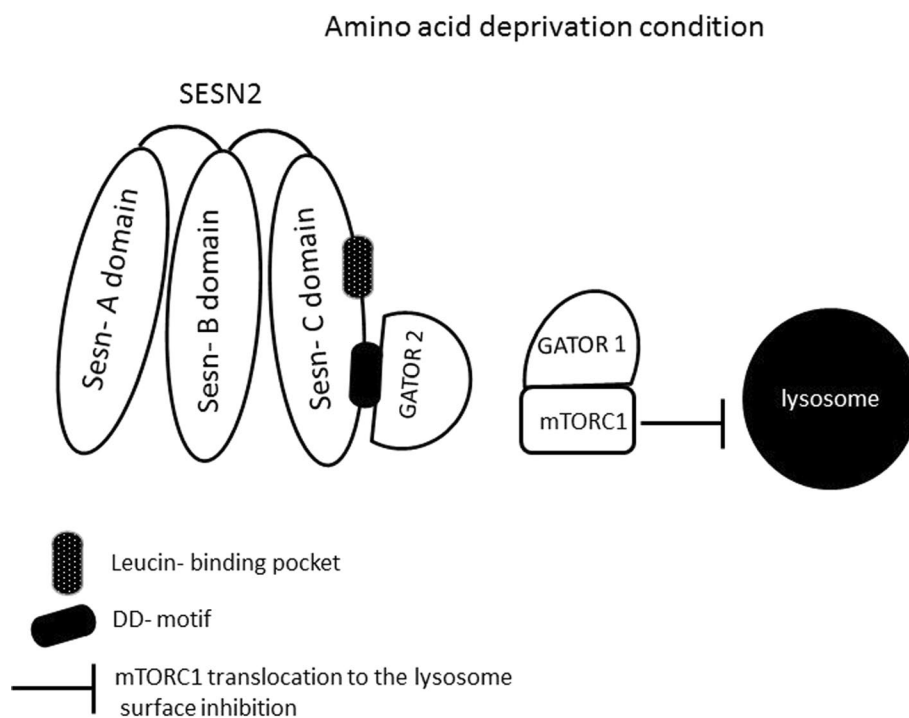 Amino acid deprivation condition
SESN2
Sesn- A domain
Sesn- B domain
Sesn- C domain
GATOR 2
GATOR 1
mTORC1
lysosome
Leucin- binding pocket
DD- motif
mTORC1 translocation to the lysosome
surface inhibition